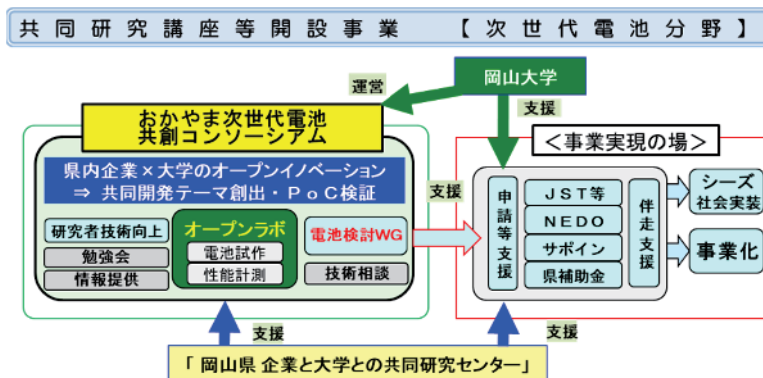 共同研究講座等開設事業 【次世代電池分野】
岡山大学
運営
支援
おかやま次世代電池
共創コンソーシアム
県内企業×大学のオープンイノベーション
⇒ 共同開発テーマ創出・PoC検証
研究者技術向上
勉強会
情報提供
オープンラボ
電池試作
性能計測
電池検討WG
技術相談
支援
＜事業実現の場＞
申請等支援
JST等
NEDO
サポイン
県補助金
伴走支援
シーズ
社会実装
事業化
支援
支援
「岡山県 企業と大学との共同研究センター」